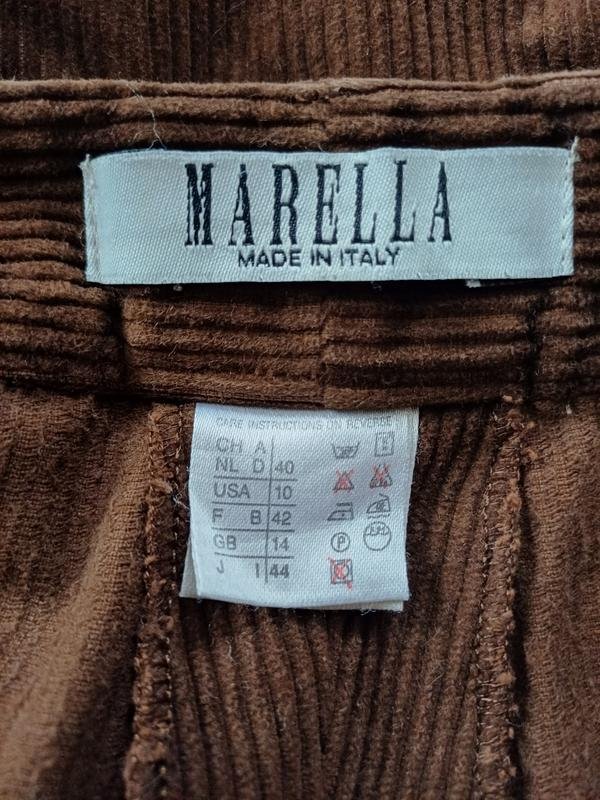 MARELLA
MADE IN ITALY
CARE INSTRUCTIONS ON REVERSE
CH A
NL D 40
USA 10
F B 42
GB 14
J I 44
P